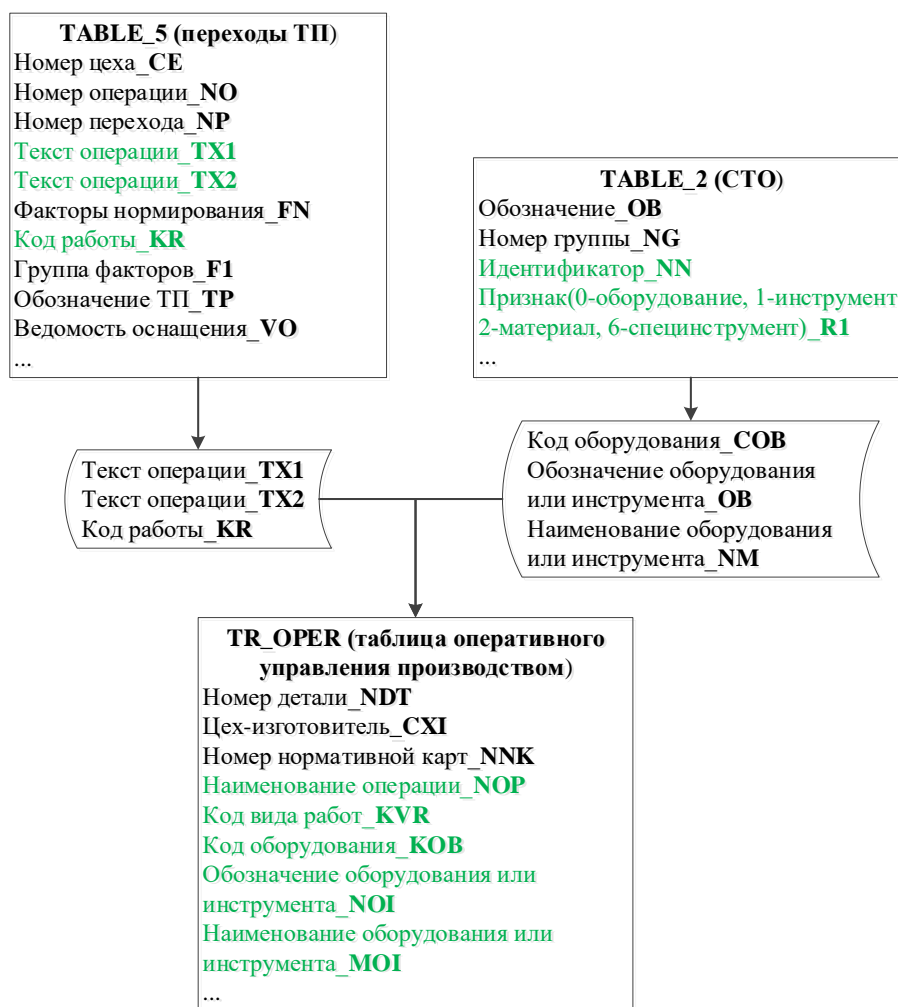 TABLE_5 (переходы ТП)
Номер цеха_CE
Номер операции_NO
Номер перехода_NP
Текст операции_TX1
Текст операции_TX2
Факторы нормирования_FN
Код работы_KR
Группа факторов_F1
Обозначение ТП_TP
Ведомость оснащения_VO
...
TABLE_2 (СТО)
Обозначение_OB
Номер группы_NG
Идентификатор_NN
Признак(0-оборудование, 1-инструмент
2-материал, 6-специнструмент)_R1
...
Текст операции_TX1
Текст операции_TX2
Код работы_KR
Код оборудования_COB
Обозначение оборудования
или инструмента_OB
Наименование оборудования
или инструмента_NM
TR_OPER (таблица оперативного
управления производством)
Номер детали_NDT
Цех-изготовитель_CXI
Номер нормативной карт_NNK
Наименование операции_NOP
Код вида работ_KVR
Код оборудования_KOB
Обозначение оборудования или
инструмента_NOI
Наименование оборудования или
инструмента_MOI
...